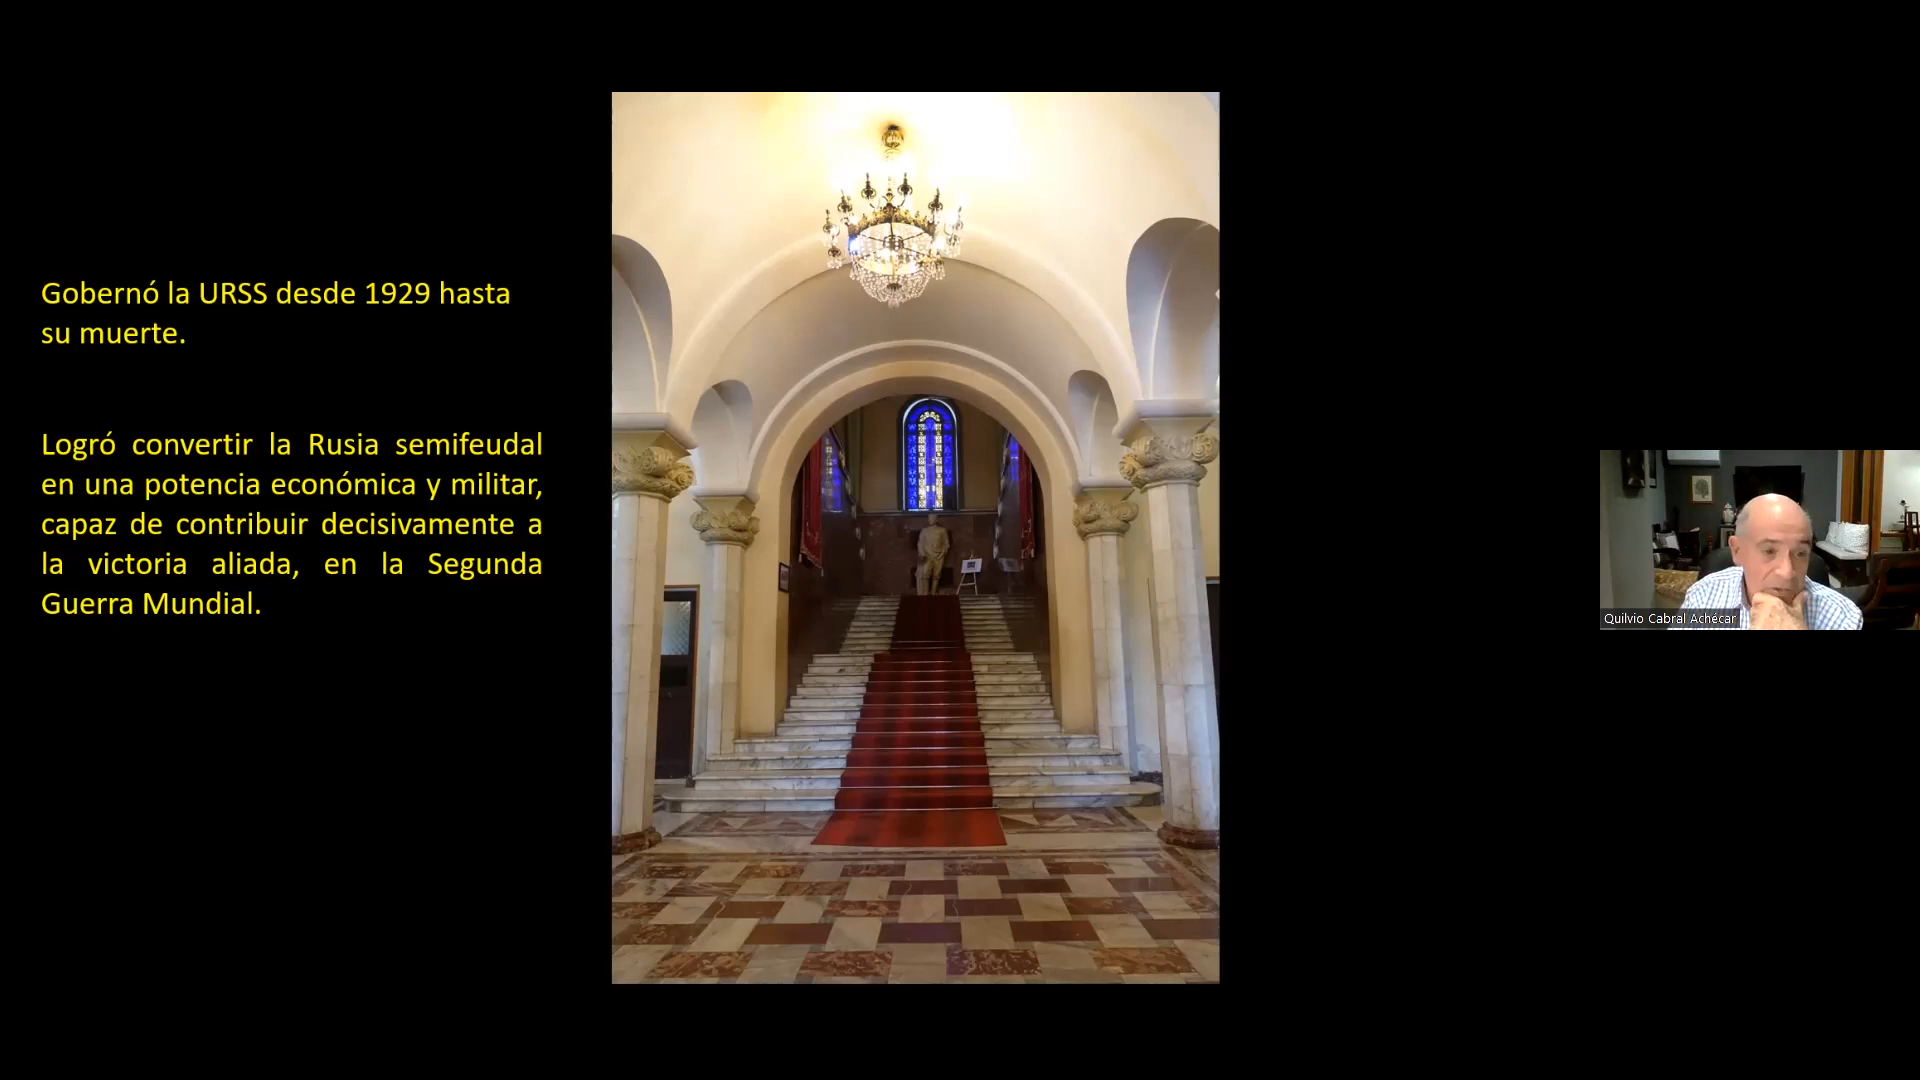 Gobernó la URSS desde 1929 hasta
su muerte.
Logró convertir la Rusia semifeudal
en una potencia económica y militar,
capaz de contribuir decisivamente a
la victoria aliada, en la Segunda
Guerra Mundial.
Quilvio Cabral Achécar